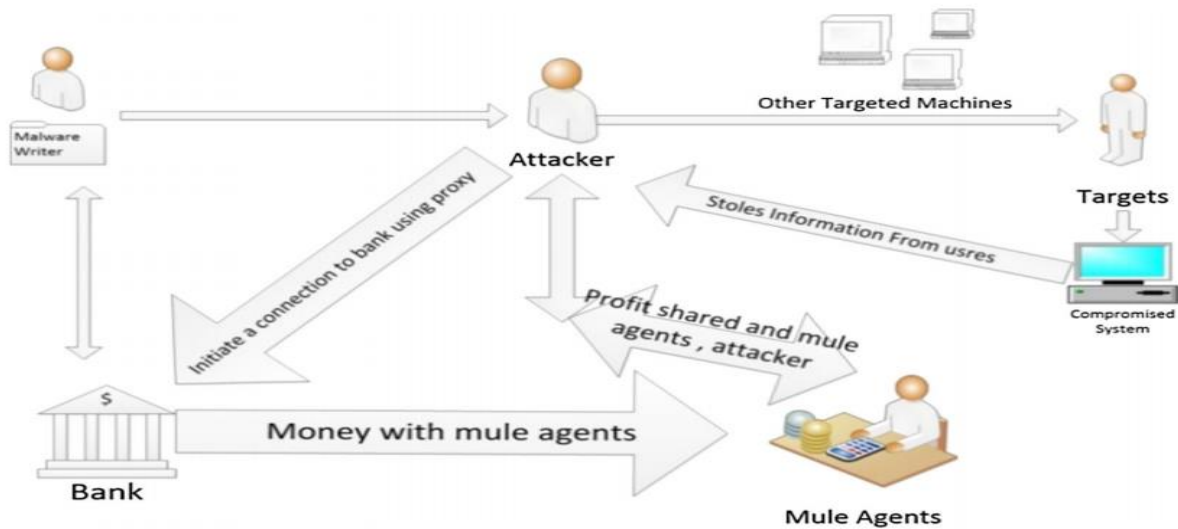 Other Targeted Machines
Malware
Writer
Attacker
Targets
Stoles Information From usres
Initiate a connection to bank using proxy
Compromised
System
Profit shared and mule
agents , attacker
$
Money with mule agents
Bank
Mule Agents